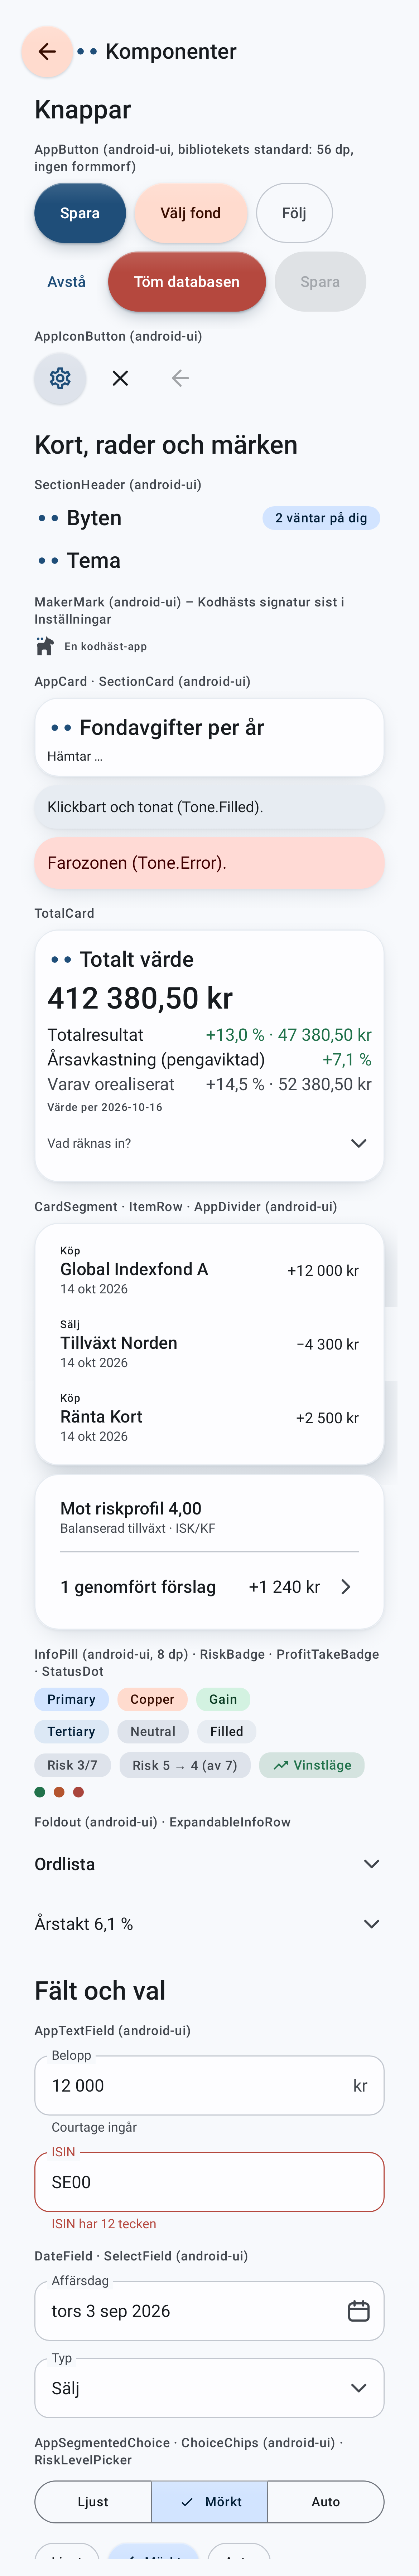 Komponenter
Knappar
AppButton (android-ui, bibliotekets standard: 56 dp,
ingen formmorf)
Spara
Välj fond
Följ
Avstå
Töm databasen
Spara
AppIconButton (android-ui)
Kort, rader och märken
SectionHeader (android-ui)
Byten
2 väntar på dig
Tema
MakerMark (android-ui) – Kodhästs signatur sist i
Inställningar
En kodhäst-app
AppCard · SectionCard (android-ui)
Fondavgifter per år
Hämtar …
Klickbart och tonat (Tone.Filled).
Farozonen (Tone.Error).
TotalCard
Totalt värde
412 380,50 kr
Totalresultat +13,0 % · 47 380,50 kr
Årsavkastning (pengaviktad) +7,1 %
Varav orealiserat +14,5 % · 52 380,50 kr
Värde per 2026-10-16
Vad räknas in?
CardSegment · ItemRow · AppDivider (android-ui)
Köp
Global Indexfond A +12 000 kr
14 okt 2026
Sälj
Tillväxt Norden −4 300 kr
14 okt 2026
Köp
Ränta Kort +2 500 kr
14 okt 2026
Mot riskprofil 4,00
Balanserad tillväxt · ISK/KF
1 genomfört förslag +1 240 kr
InfoPill (android-ui, 8 dp) · RiskBadge · ProfitTakeBadge
· StatusDot
Primary
Copper
Gain
Tertiary
Neutral
Filled
Risk 3/7
Risk 5 → 4 (av 7)
Vinstläge
Foldout (android-ui) · ExpandableInfoRow
Ordlista
Årstakt 6,1 %
Fält och val
AppTextField (android-ui)
Belopp
12 000 kr
Courtage ingår
ISIN
SE00
ISIN har 12 tecken
DateField · SelectField (android-ui)
Affärsdag
tors 3 sep 2026
Typ
Sälj
AppSegmentedChoice · ChoiceChips (android-ui) ·
RiskLevelPicker
Ljust
Mörkt
Auto